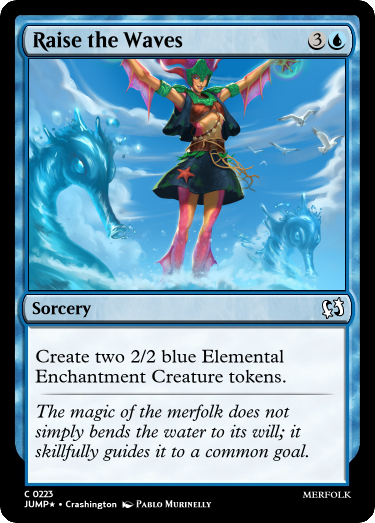 Raise the Waves 3
Sorcery
Create two 2/2 blue Elemental
Enchantment Creature tokens.
The magic of the merfolk does not
simply bends the water to its will; it
skillfully guides it to a common goal.
C 0223
JUMP★ • Crashington Pablo Murinelly
MERFOLK